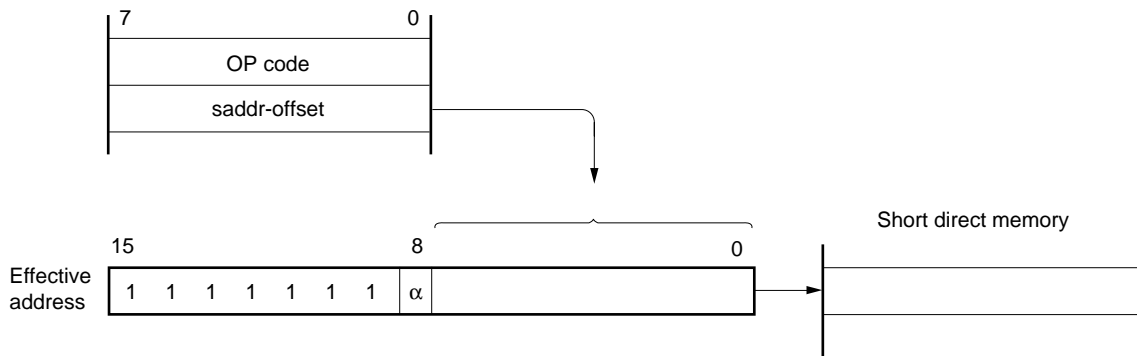 7 0
OP code
saddr-offset
Short direct memory
15 8 0
Effective address
1 1 1 1 1 1 1 α